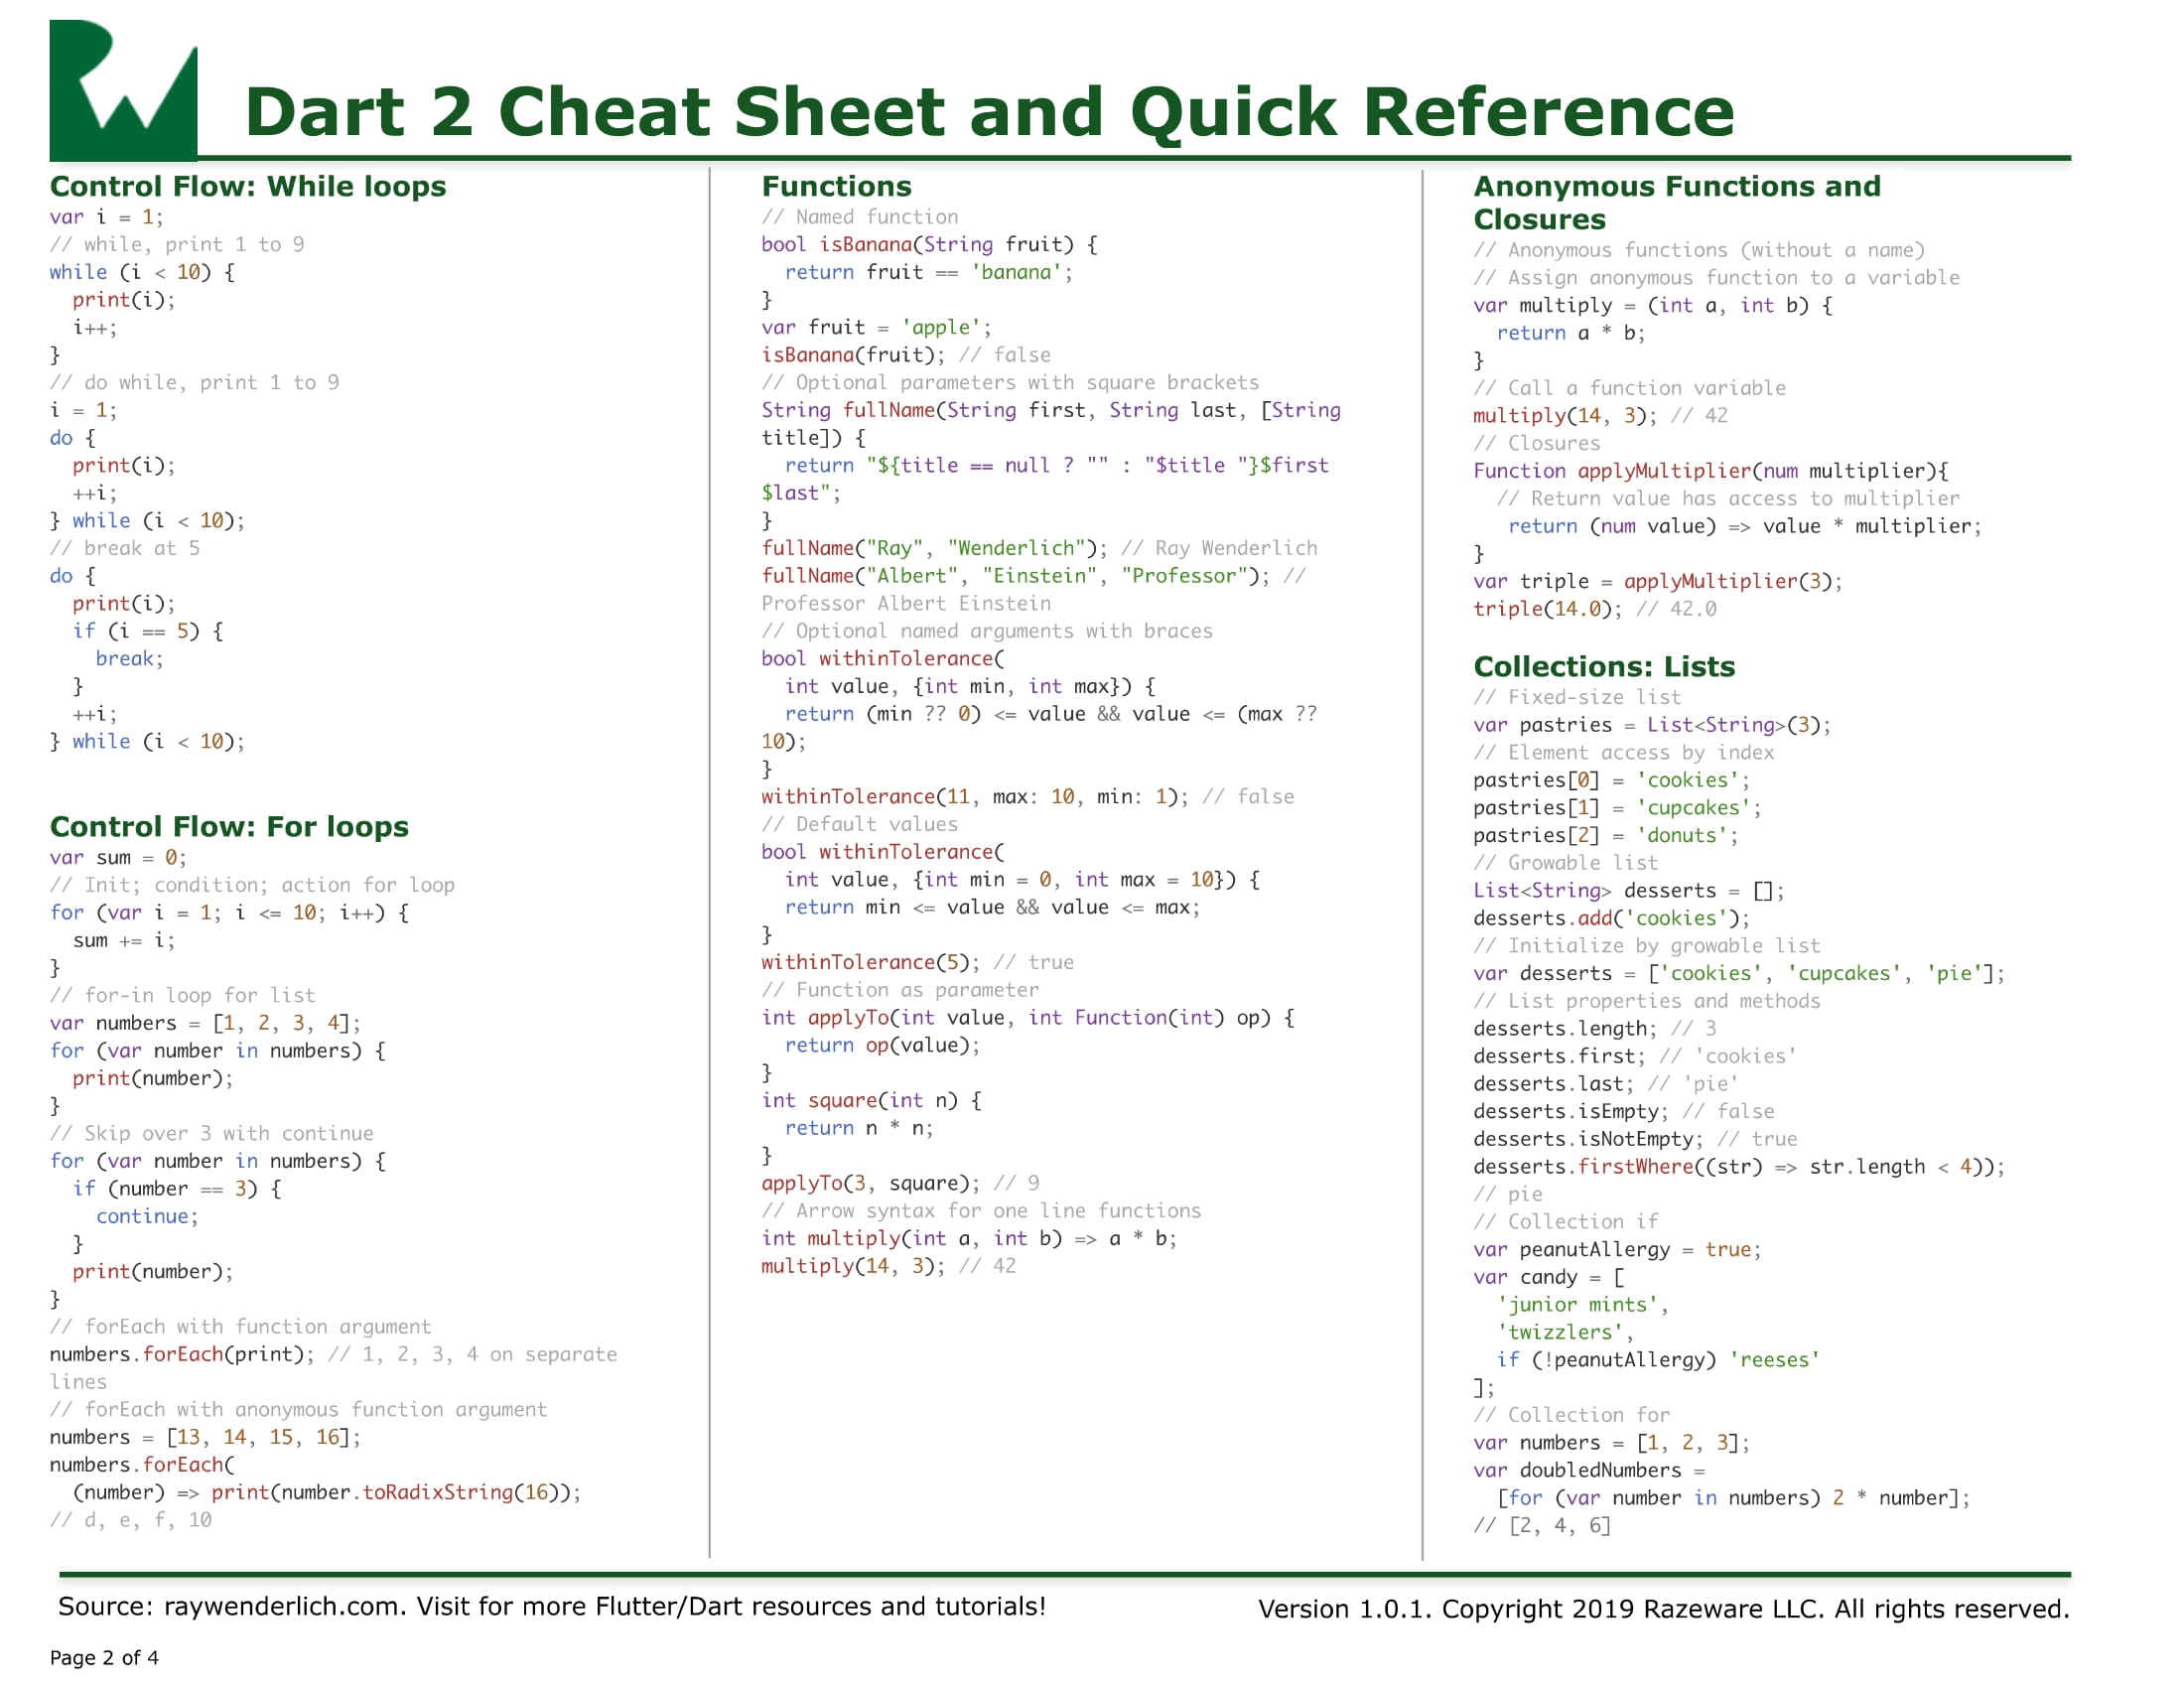 Dart 2 Cheat Sheet and Quick Reference
Control Flow: While loops
var i = 1;
// while, print 1 to 9
while (i < 10) {
  print(i);
  i++;
}
// do while, print 1 to 9
i = 1;
do {
  print(i);
  ++i;
} while (i < 10);
// break at 5
do {
  print(i);
  if (i == 5) {
    break;
  }
  ++i;
} while (i < 10);
Control Flow: For loops
var sum = 0;
// Init; condition; action for loop
for (var i = 1; i <= 10; i++) {
  sum += i;
}
// for-in loop for list
var numbers = [1, 2, 3, 4];
for (var number in numbers) {
  print(number);
}
// Skip over 3 with continue
for (var number in numbers) {
  if (number == 3) {
    continue;
  }
  print(number);
}
// forEach with function argument
numbers.forEach(print); // 1, 2, 3, 4 on separate
lines
// forEach with anonymous function argument
numbers = [13, 14, 15, 16];
numbers.forEach(
  (number) => print(number.toRadixString(16));
// d, e, f, 10
Functions
// Named function
bool isBanana(String fruit) {
  return fruit == 'banana';
}
var fruit = 'apple';
isBanana(fruit); // false
// Optional parameters with square brackets
String fullName(String first, String last, [String
title]) {
  return "${title == null ? "" : "$title "}$first
$last";
}
fullName("Ray", "Wenderlich"); // Ray Wenderlich
fullName("Albert", "Einstein", "Professor"); //
Professor Albert Einstein
// Optional named arguments with braces
bool withinTolerance(
  int value, {int min, int max}) {
  return (min ?? 0) <= value && value <= (max ??
10);
}
withinTolerance(11, max: 10, min: 1); // false
// Default values
bool withinTolerance(
  int value, {int min = 0, int max = 10}) {
  return min <= value && value <= max;
}
withinTolerance(5); // true
// Function as parameter
int applyTo(int value, int Function(int) op) {
  return op(value);
}
int square(int n) {
  return n * n;
}
applyTo(3, square); // 9
// Arrow syntax for one line functions
int multiply(int a, int b) => a * b;
multiply(14, 3); // 42
Anonymous Functions and
Closures
// Anonymous functions (without a name)
// Assign anonymous function to a variable
var multiply = (int a, int b) {
  return a * b;
}
// Call a function variable
multiply(14, 3); // 42
// Closures
Function applyMultiplier(num multiplier){
  // Return value has access to multiplier
   return (num value) => value * multiplier;
}
var triple = applyMultiplier(3);
triple(14.0); // 42.0
Collections: Lists
// Fixed-size list
var pastries = List<String>(3);
// Element access by index
pastries[0] = 'cookies';
pastries[1] = 'cupcakes';
pastries[2] = 'donuts';
// Growable list
List<String> desserts = [];
desserts.add('cookies');
// Initialize by growable list
var desserts = ['cookies', 'cupcakes', 'pie'];
// List properties and methods
desserts.length; // 3
desserts.first; // 'cookies'
desserts.last; // 'pie'
desserts.isEmpty; // false
desserts.isNotEmpty; // true
desserts.firstWhere((str) => str.length < 4));
// pie
// Collection if
var peanutAllergy = true;
var candy = [
  'junior mints',
  'twizzlers',
  if (!peanutAllergy) 'reeses'
];
// Collection for
var numbers = [1, 2, 3];
var doubledNumbers =
  [for (var number in numbers) 2 * number];
// [2, 4, 6]
Source: raywenderlich.com. Visit for more Flutter/Dart resources and tutorials!
Version 1.0.1. Copyright 2019 Razeware LLC. All rights reserved.
Page 2 of 4